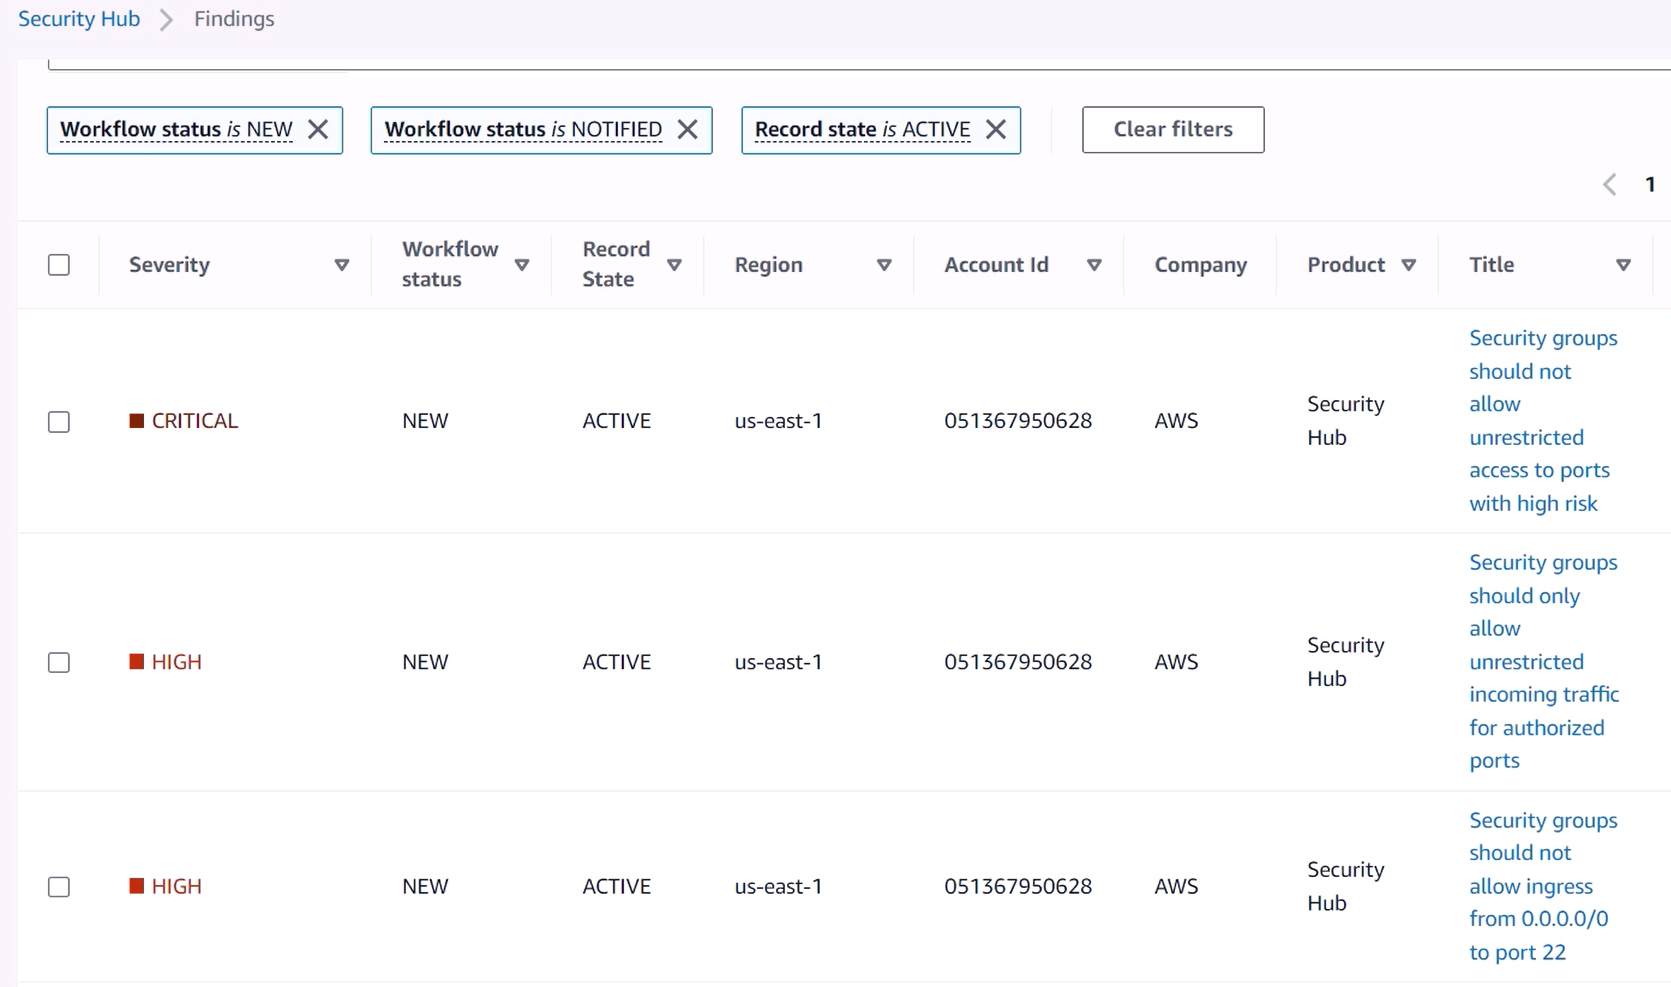 Security Hub > Findings
Workflow status is NEW
Workflow status is NOTIFIED
Record state is ACTIVE
Clear filters
1
Severity
Workflow
status
Record
State
Region
Account Id
Company
Product
Title
CRITICAL
NEW
ACTIVE
us-east-1
051367950628
AWS
Security
Hub
Security groups
should not
allow
unrestricted
access to ports
with high risk
HIGH
NEW
ACTIVE
us-east-1
051367950628
AWS
Security
Hub
Security groups
should only
allow
unrestricted
incoming traffic
for authorized
ports
HIGH
NEW
ACTIVE
us-east-1
051367950628
AWS
Security
Hub
Security groups
should not
allow ingress
from 0.0.0.0/0
to port 22